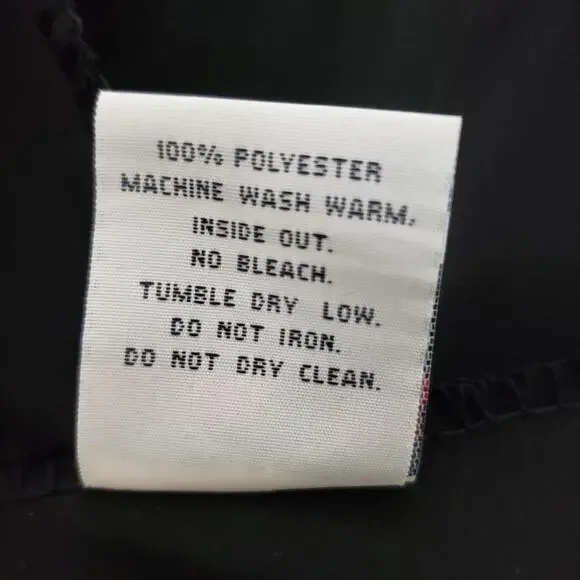 100% POLYESTER
MACHINE WASH WARM,
INSIDE OUT.
NO BLEACH.
TUMBLE DRY LOW.
DO NOT IRON.
DO NOT DRY CLEAN.